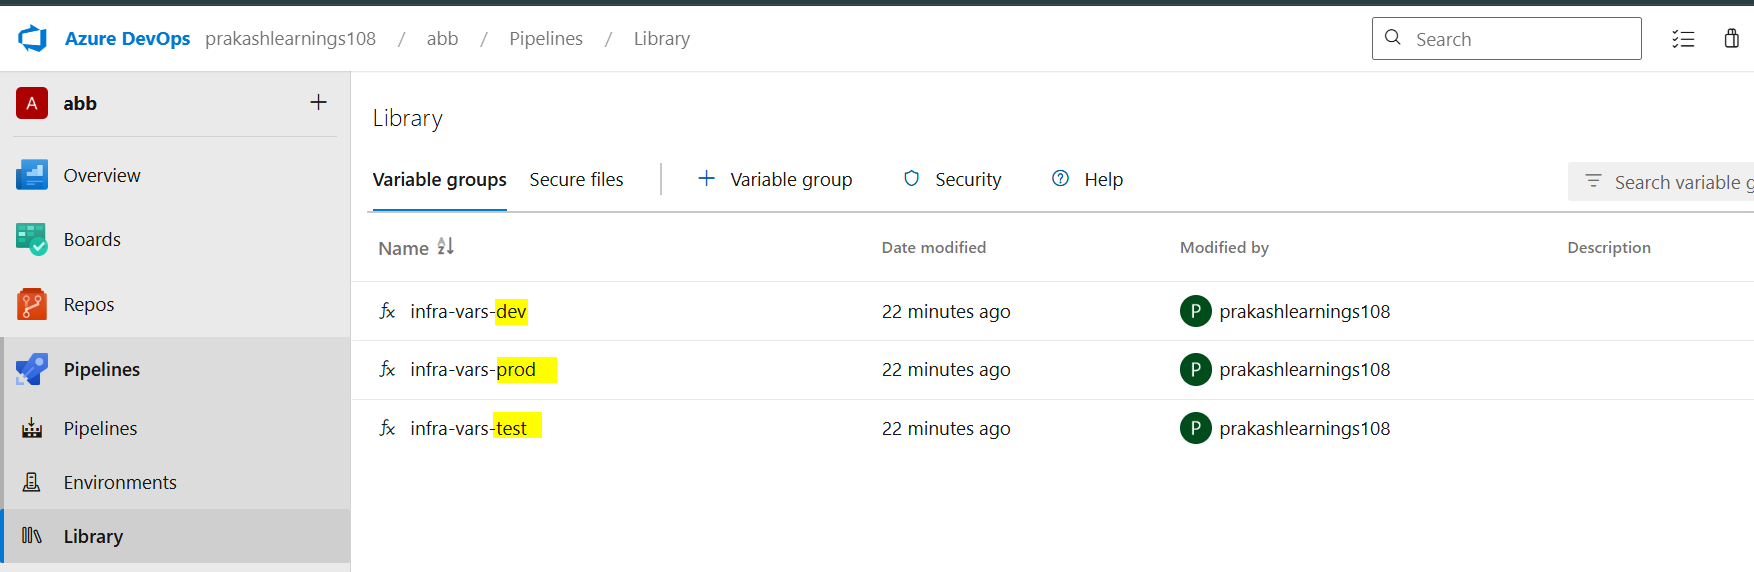 Azure DevOps prakashlearnings108 / abb / Pipelines / Library
Search
A abb +
Overview
Boards
Repos
Pipelines
Pipelines
Environments
Library
Library
Variable groups Secure files + Variable group Security Help
Search variable g
Name Date modified Modified by Description
fx infra-vars-dev 22 minutes ago P prakashlearnings108
fx infra-vars-prod 22 minutes ago P prakashlearnings108
fx infra-vars-test 22 minutes ago P prakashlearnings108